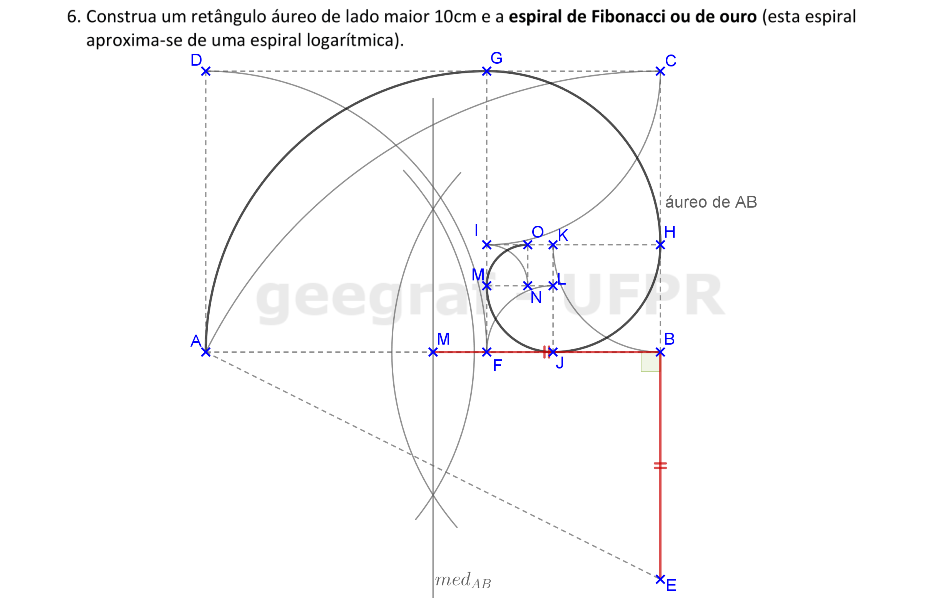 6. Construa um retângulo áureo de lado maior 10cm e a espiral de Fibonacci ou de ouro (esta espiral
aproxima-se de uma espiral logarítmica).
D G C
áureo de AB
I O K H
M N L
geegra UFPR
A M F J B
med_AB
E